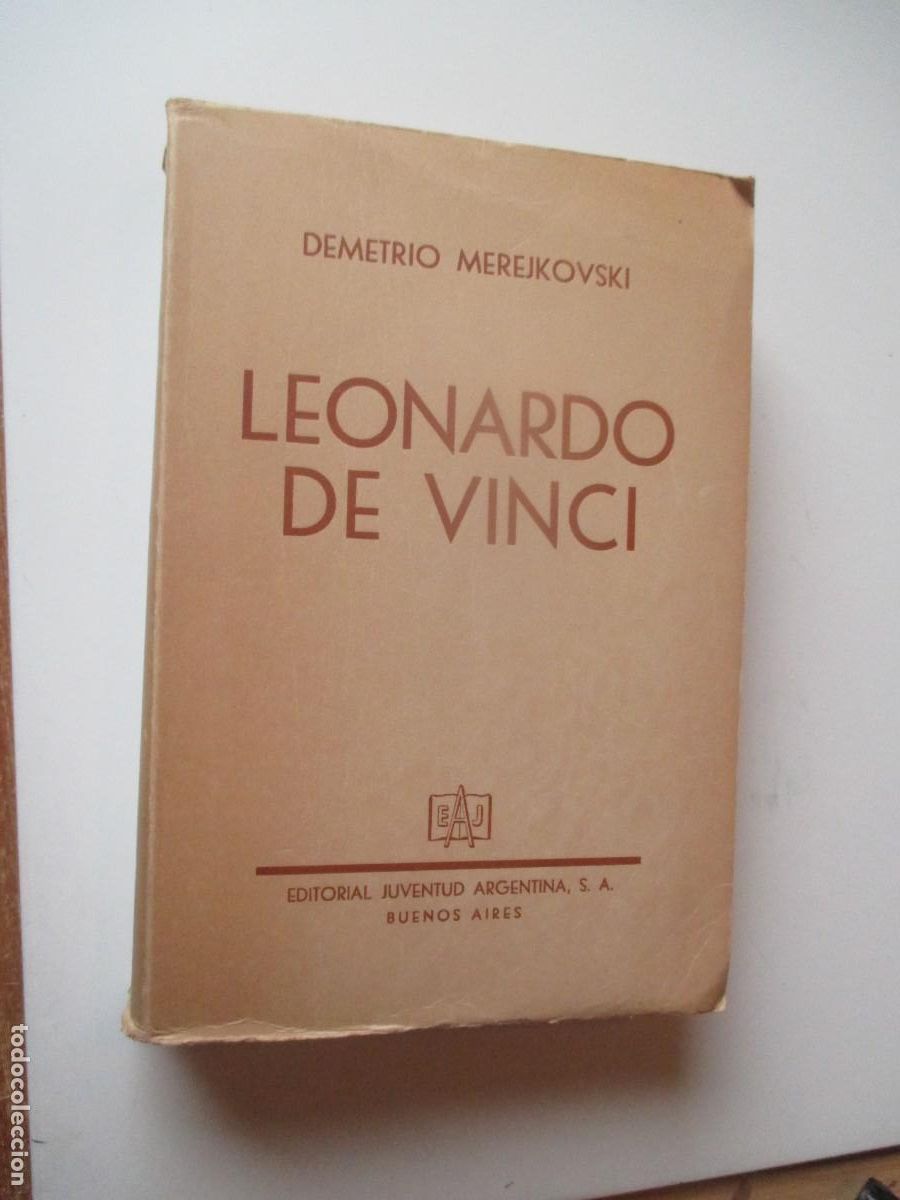 DEMETRIO MEREJKOVSKI
LEONARDO
DE VINCI
EAJ
EDITORIAL JUVENTUD ARGENTINA, S. A.
BUENOS AIRES
todocoleccion